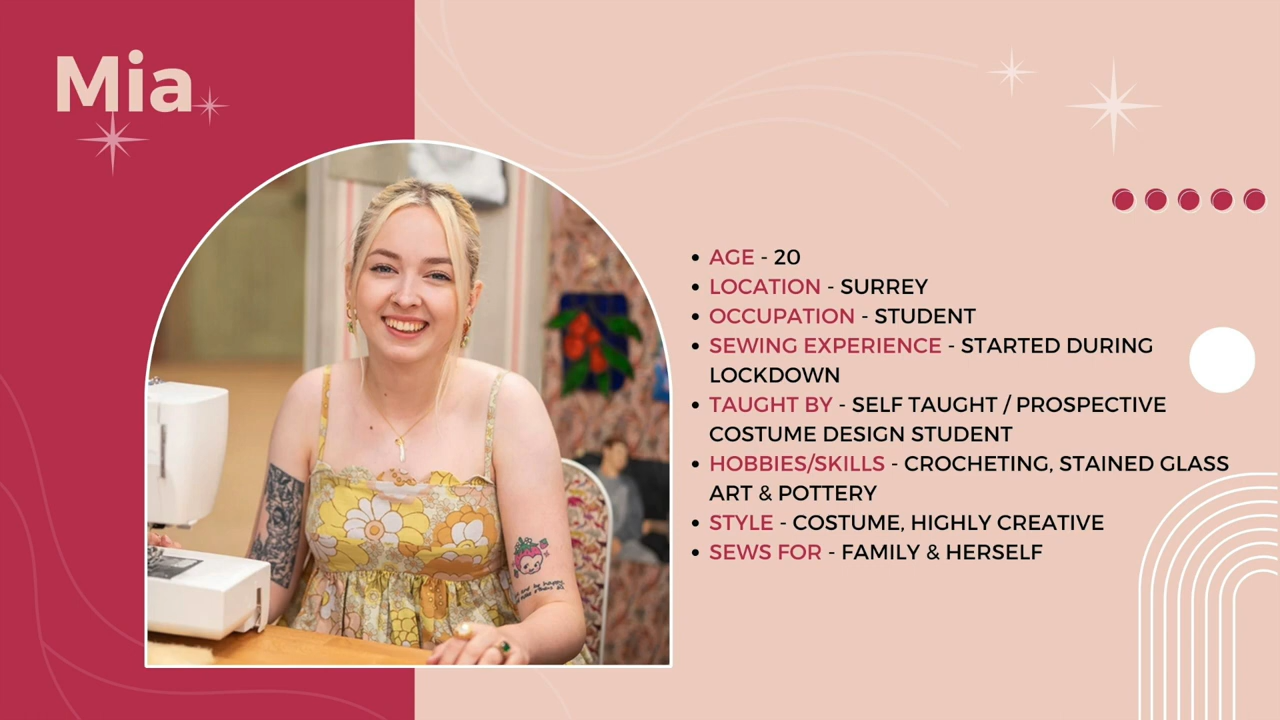 Mia
• AGE - 20
• LOCATION - SURREY
• OCCUPATION - STUDENT
• SEWING EXPERIENCE - STARTED DURING
LOCKDOWN
• TAUGHT BY - SELF TAUGHT / PROSPECTIVE
COSTUME DESIGN STUDENT
• HOBBIES/SKILLS - CROCHETING, STAINED GLASS
ART & POTTERY
• STYLE - COSTUME, HIGHLY CREATIVE
• SEWS FOR - FAMILY & HERSELF